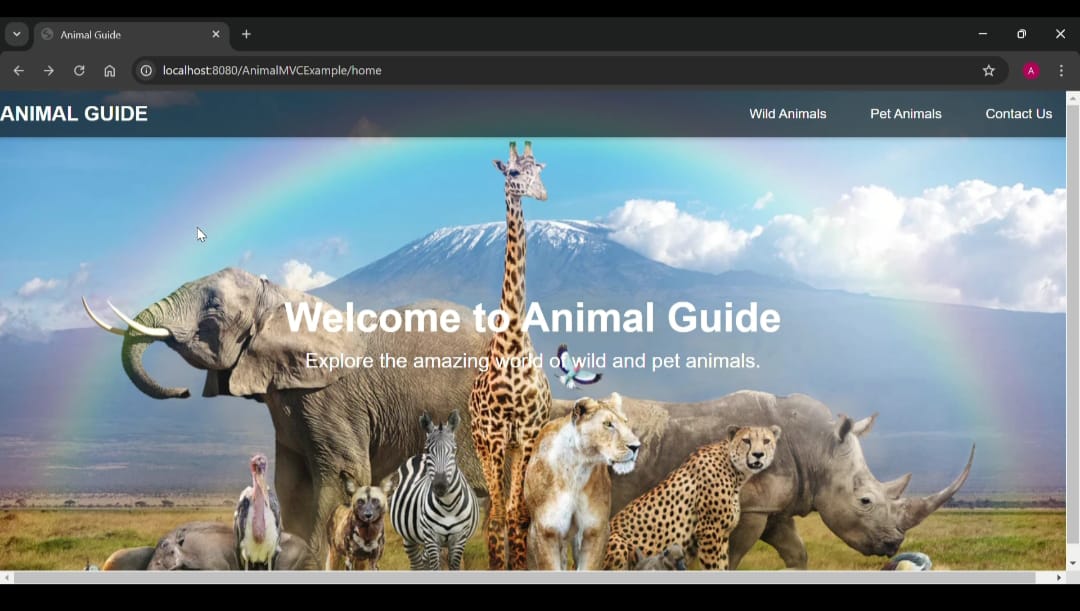 Animal Guide
localhost:8080/AnimalMVCExample/home
A
ANIMAL GUIDE
Wild Animals
Pet Animals
Contact Us
Welcome to Animal Guide
Explore the amazing world of wild and pet animals.